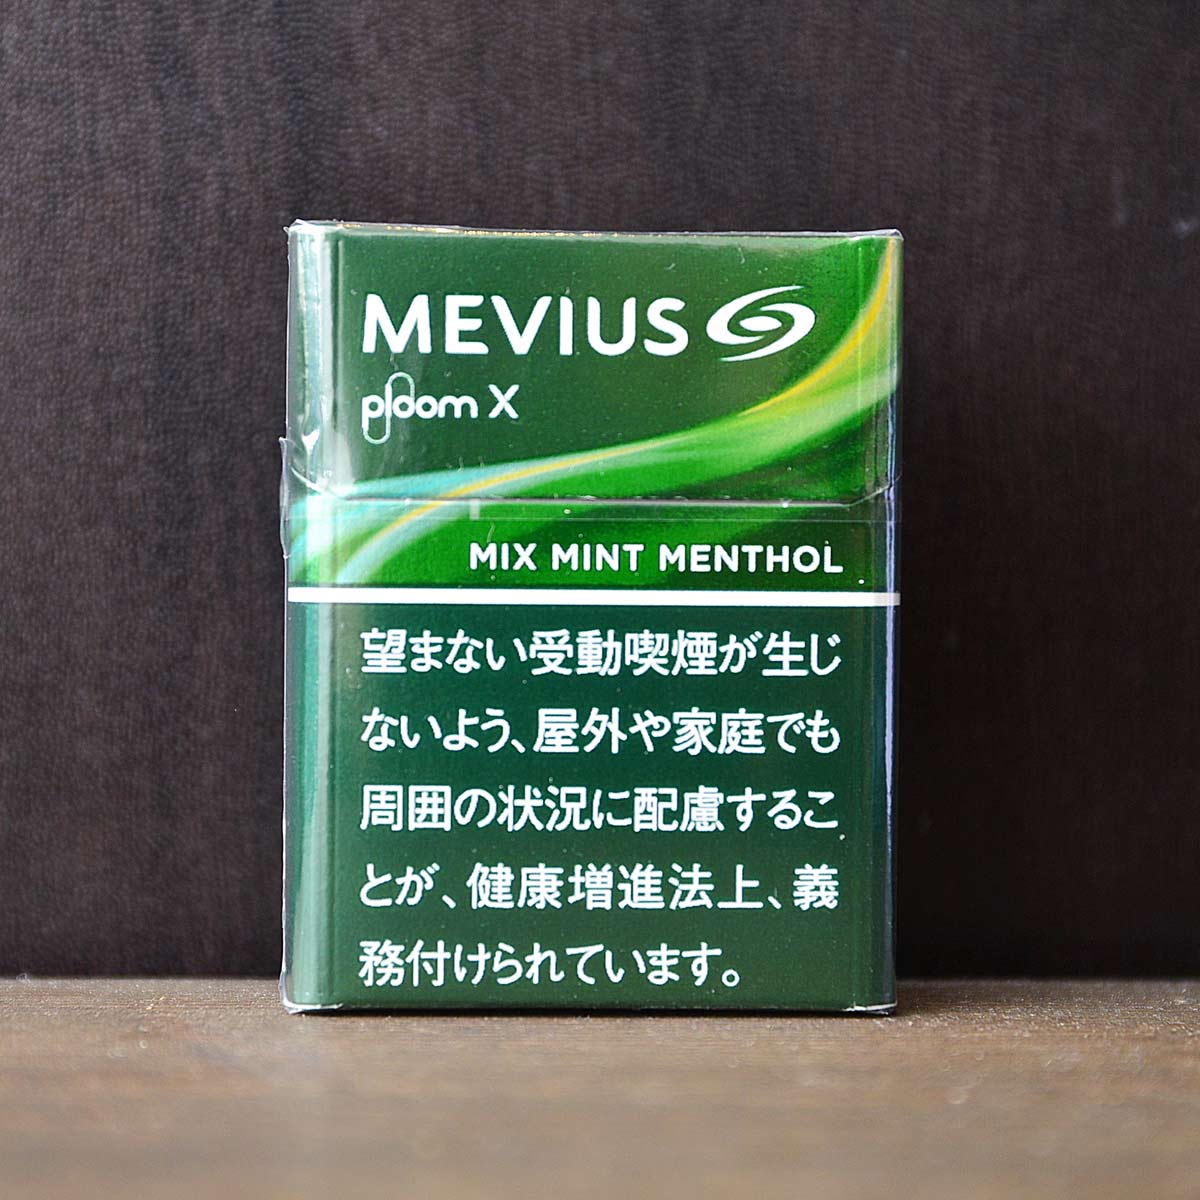 MEVIUS
ploom X
MIX MINT MENTHOL
望まない受動喫煙が生じ
ないよう、屋外や家庭でも
周囲の状況に配慮するこ
とが、健康増進法上、義
務付けられています。